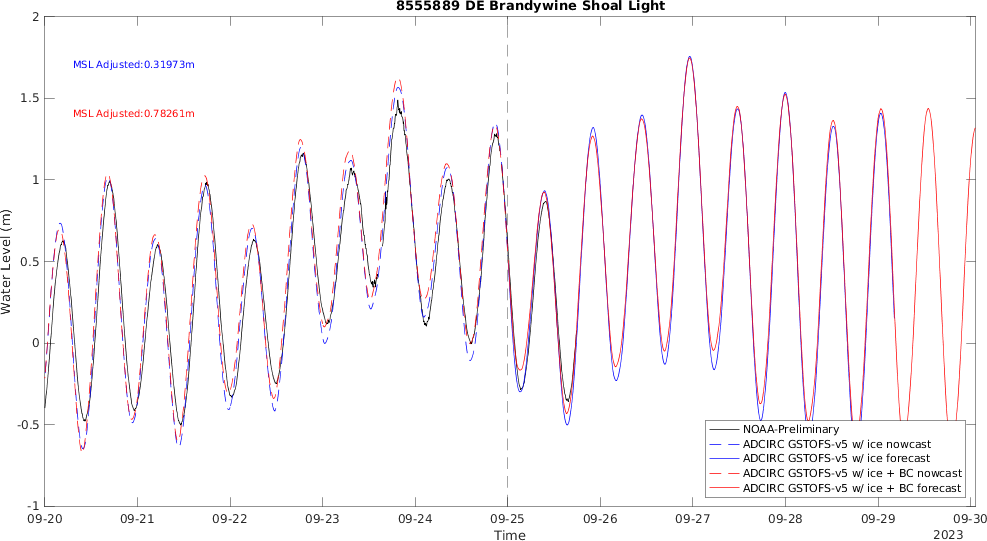 8555889 DE Brandywine Shoal Light
2
MSL Adjusted:0.31973m
1.5
MSL Adjusted:0.78261m
1
0.5
Water Level (m)
0
-0.5
-1
NOAA-Preliminary
ADCIRC GSTOFS-v5 w/ ice nowcast
ADCIRC GSTOFS-v5 w/ ice forecast
ADCIRC GSTOFS-v5 w/ ice + BC nowcast
ADCIRC GSTOFS-v5 w/ ice + BC forecast
09-20 09-21 09-22 09-23 09-24 09-25 09-26 09-27 09-28 09-29 09-30
Time
2023